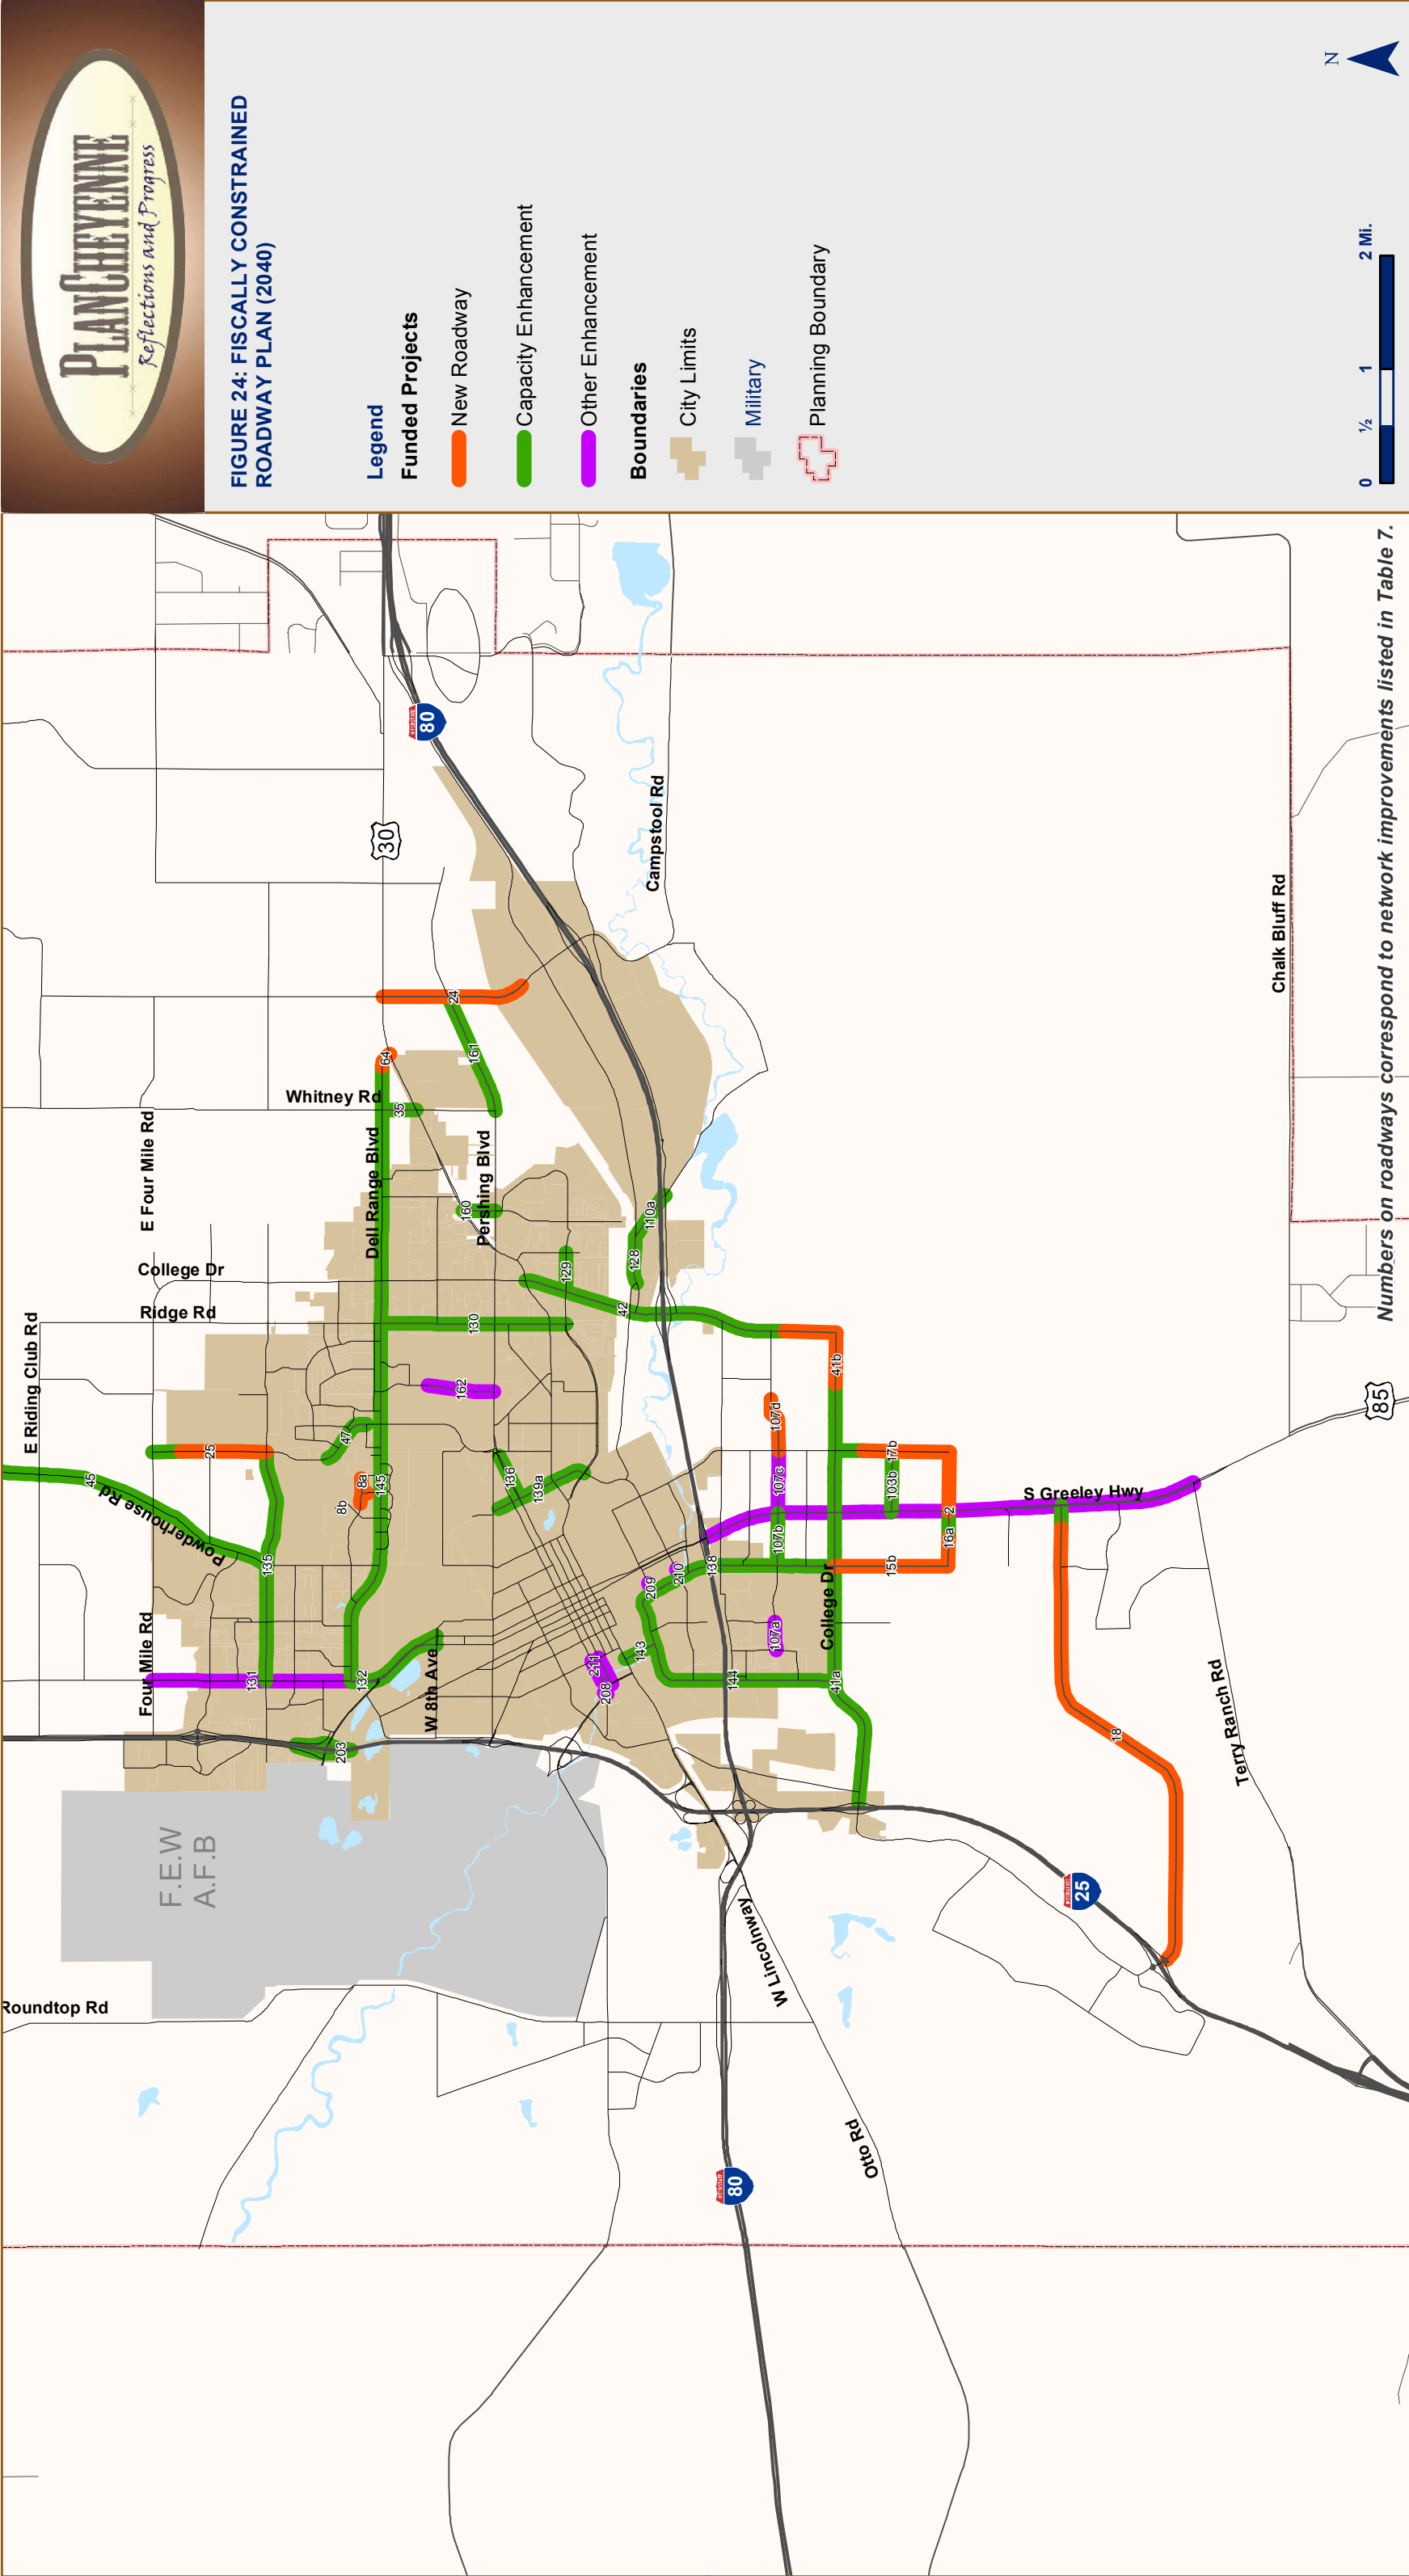 PLANCHEYENNE
Reflections and Progress
FIGURE 24: FISCALLY CONSTRAINED
ROADWAY PLAN (2040)
Legend
Funded Projects
New Roadway
Capacity Enhancement
Other Enhancement
Boundaries
City Limits
Military
Planning Boundary
0 ½ 1 2 Mi.
N
Numbers on roadways correspond to network improvements listed in Table 7.
Roundtop Rd
F.E.W
A.F.B
Four Mile Rd
Powderhouse Rd
E Riding Club Rd
Ridge Rd
College Dr
E Four Mile Rd
Whitney Rd
Dell Range Blvd
Pershing Blvd
W 8th Ave
Campstool Rd
Chalk Bluff Rd
S Greeley Hwy
College Dr
Terry Ranch Rd
W Lincolnway
Otto Rd
80
30
80
25
85
45
25
135
131
132
203
47
8a
8b
145
64
35
24
161
160
162
130
129
42
128
110a
136
139a
211
208
143
209
210
138
144
107a
107b
107c
107d
41a
41b
17b
103b
15b
16a
2
18